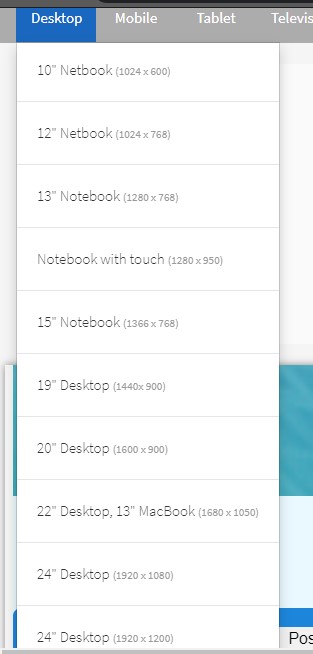 Desktop Mobile Tablet
10" Netbook (1024 x 600)
12" Netbook (1024 x 768)
13" Notebook (1280 x 768)
Notebook with touch (1280 x 950)
15" Notebook (1366 x 768)
19" Desktop (1440x 900)
20" Desktop (1600 x 900)
22" Desktop, 13" MacBook (1680 x 1050)
24" Desktop (1920 x 1080)
24" Desktop (1920 x 1200)